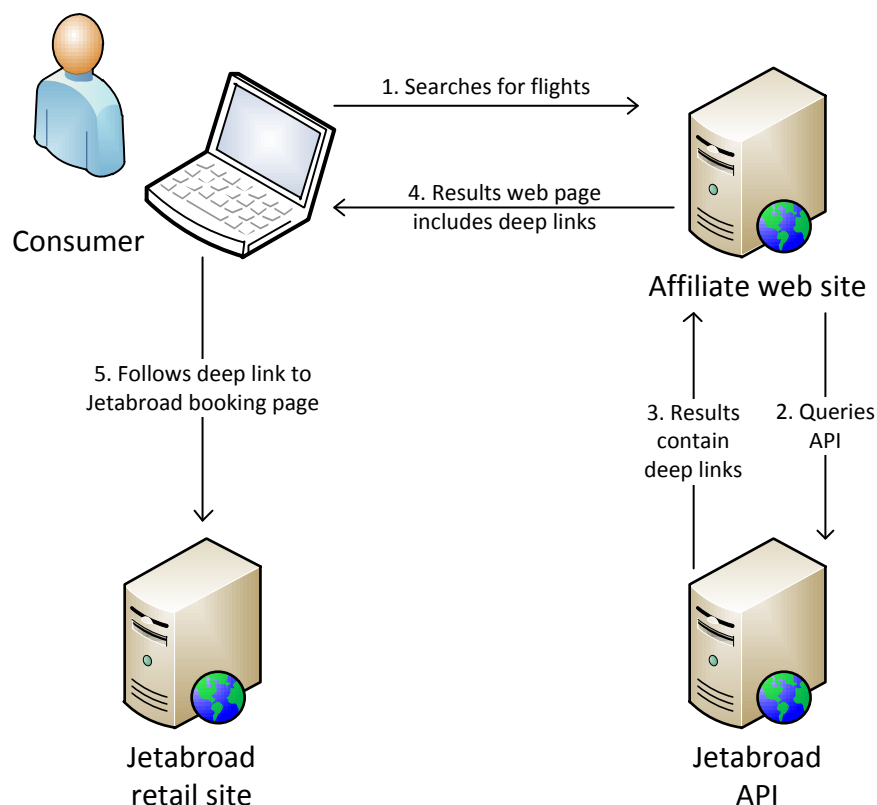 1. Searches for flights
4. Results web page
includes deep links
Consumer
Affiliate web site
5. Follows deep link to
Jetabroad booking page
3. Results
contain
deep links
2. Queries
API
Jetabroad
retail site
Jetabroad
API